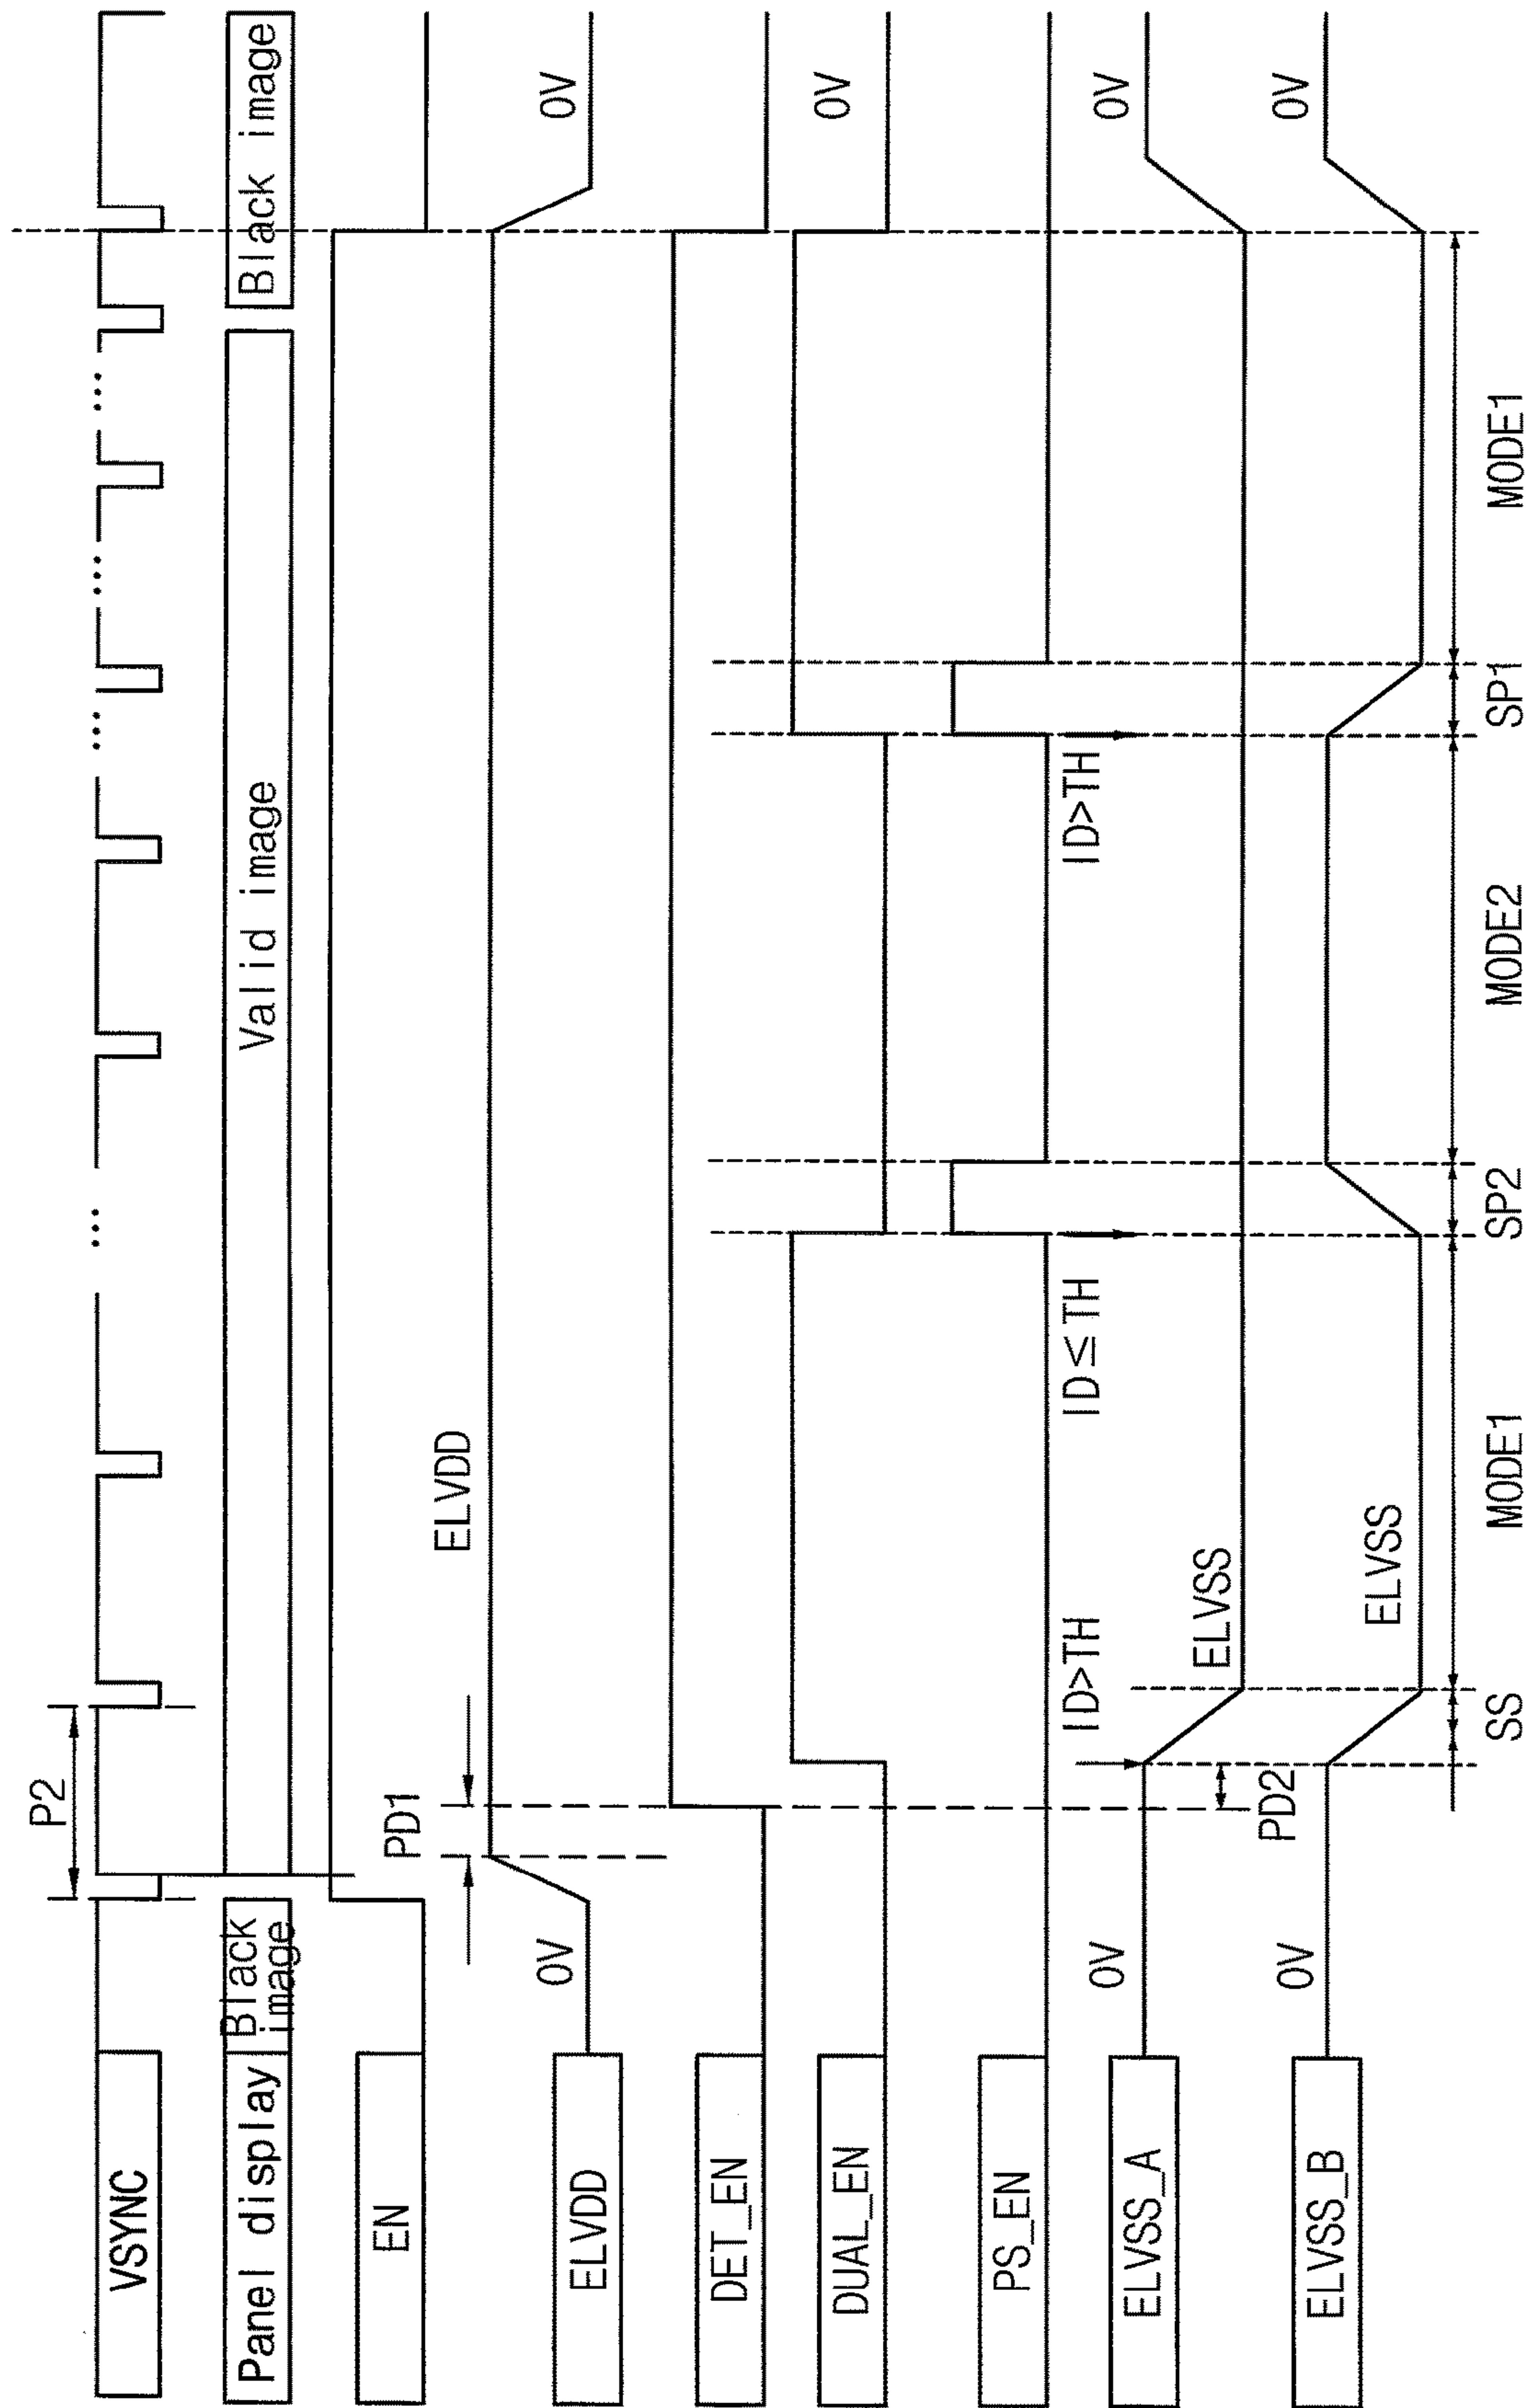 P2
VSYNC
Panel display
Black
image
Valid image
Black image
EN
PD1
ELVDD
ELVDD
0V
0V
DET_EN
DUAL_EN
0V
PS_EN
ID>TH
ID≤TH
ID>TH
ELVSS_A
0V
ELVSS
0V
PD2
ELVSS_B
0V
ELVSS
0V
SS
MODE1
SP2
MODE2
SP1
MODE1